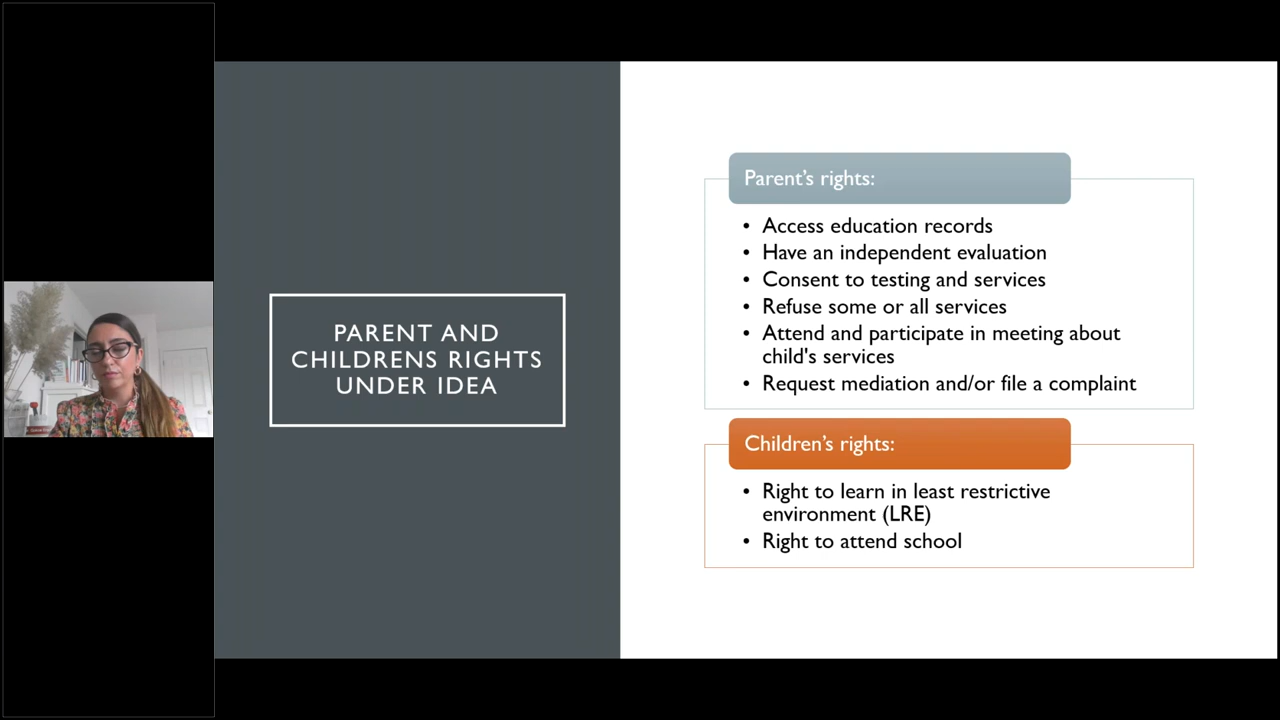 PARENT AND
CHILDRENS RIGHTS
UNDER IDEA
Parent's rights:
• Access education records
• Have an independent evaluation
• Consent to testing and services
• Refuse some or all services
• Attend and participate in meeting about
child's services
• Request mediation and/or file a complaint
Children's rights:
• Right to learn in least restrictive
environment (LRE)
• Right to attend school